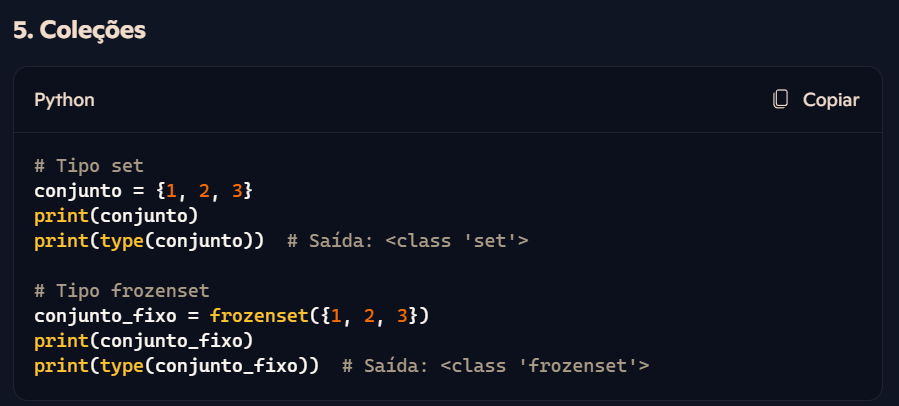 5. Coleções
Python
Copiar
# Tipo set
conjunto = {1, 2, 3}
print(conjunto)
print(type(conjunto))  # Saída: <class 'set'>
# Tipo frozenset
conjunto_fixo = frozenset({1, 2, 3})
print(conjunto_fixo)
print(type(conjunto_fixo))  # Saída: <class 'frozenset'>